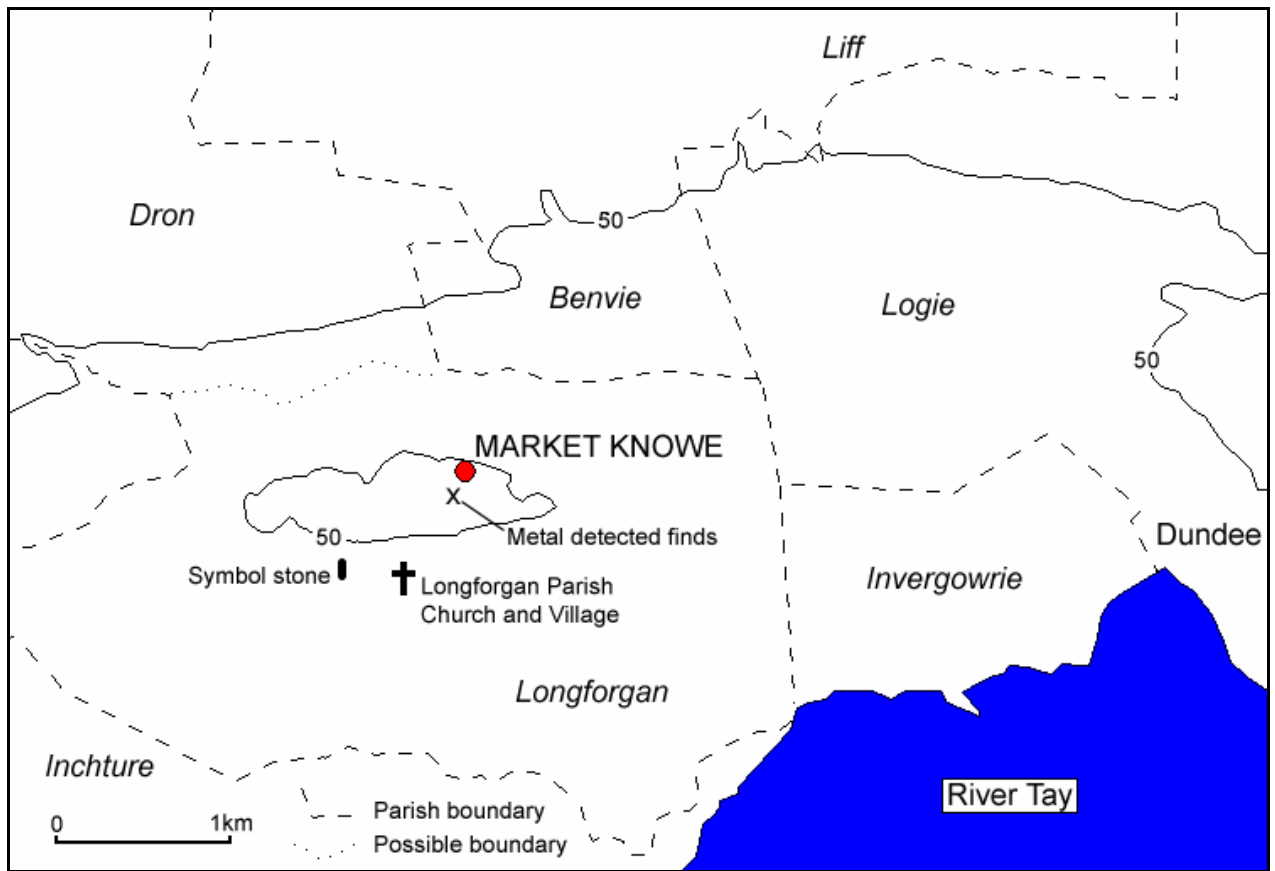 Liff
Dron
50
Benvie
Logie
50
MARKET KNOWE
x
Metal detected finds
50
Dundee
Symbol stone
Longforgan Parish
Church and Village
Invergowrie
Longforgan
Inchture
River Tay
0 1km
Parish boundary
Possible boundary